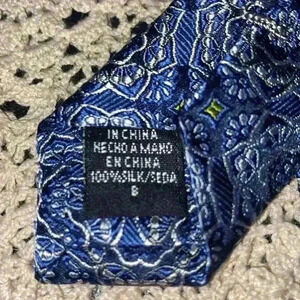 IN CHINA
HECHO A MANO
EN CHINA
100%SILK/SEDA
B